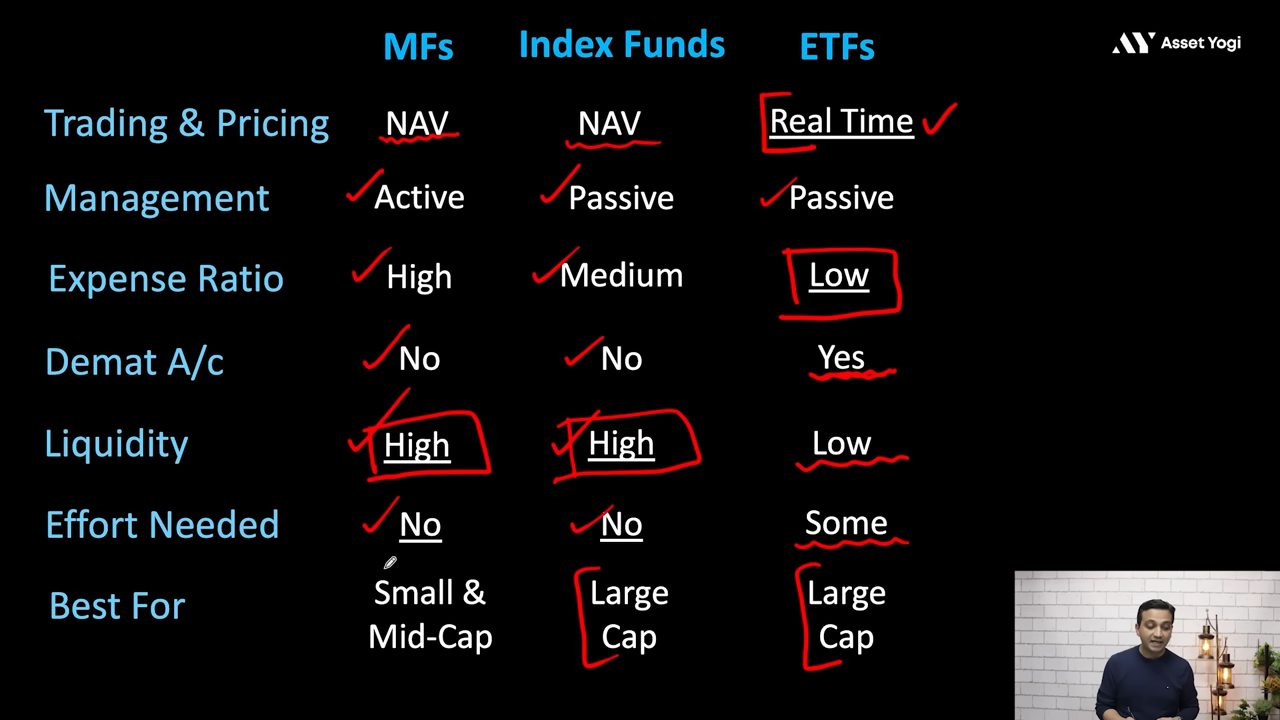 MFs Index Funds ETFs
Asset Yogi
Trading & Pricing NAV NAV Real Time
Management Active Passive Passive
Expense Ratio High Medium Low
Demat A/c No No Yes
Liquidity High High Low
Effort Needed No No Some
Best For Small & Mid-Cap Large Cap Large Cap